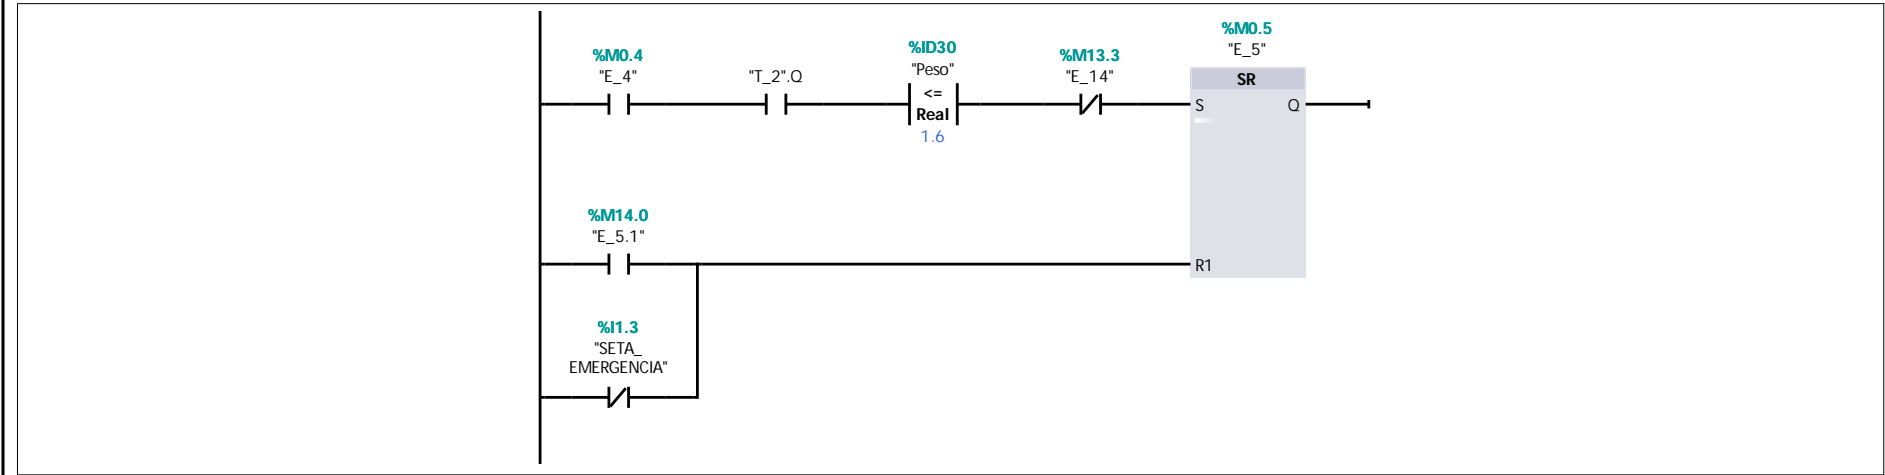 %M0.5
"E_5"
%M0.4
"E_4"
"T_2".Q
%ID30
"Peso"
<=
Real
1.6
%M13.3
"E_14"
SR
S
Q
%M14.0
"E_5.1"
R1
%I1.3
"SETA_
EMERGENCIA"